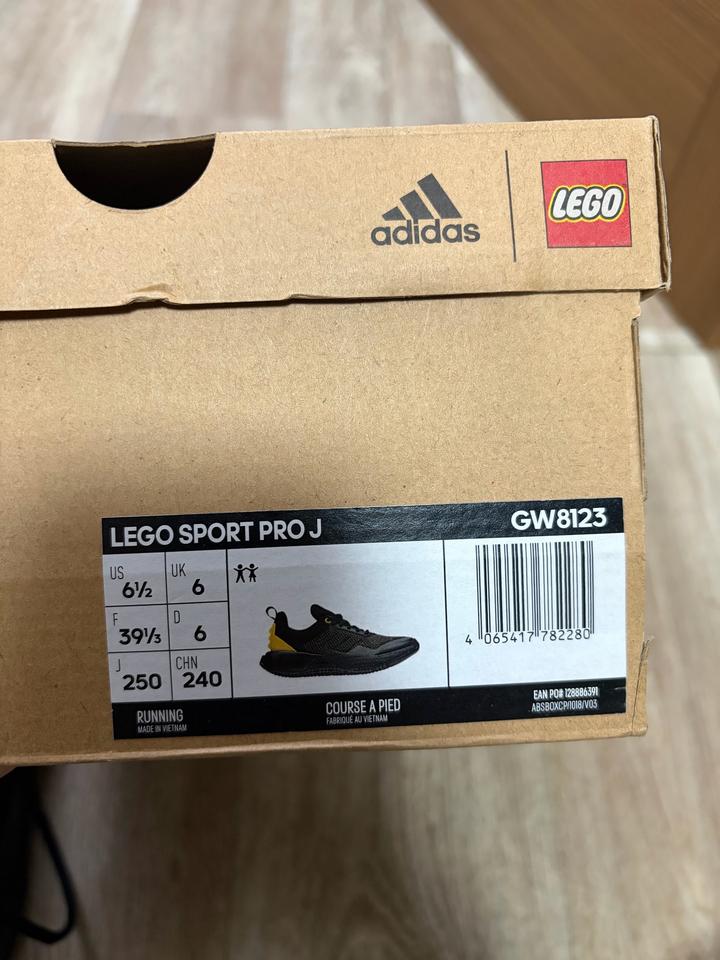 adidas
LEGO
LEGO SPORT PRO J
GW8123
US
6½
UK
6
F
39⅓
D
6
J
250
CHN
240
4 065417 782280
RUNNING
MADE IN VIETNAM
COURSE A PIED
FABRIQUÉ AU VIETNAM
EAN PO# 128886391
ABSBOXCP/1018/V03